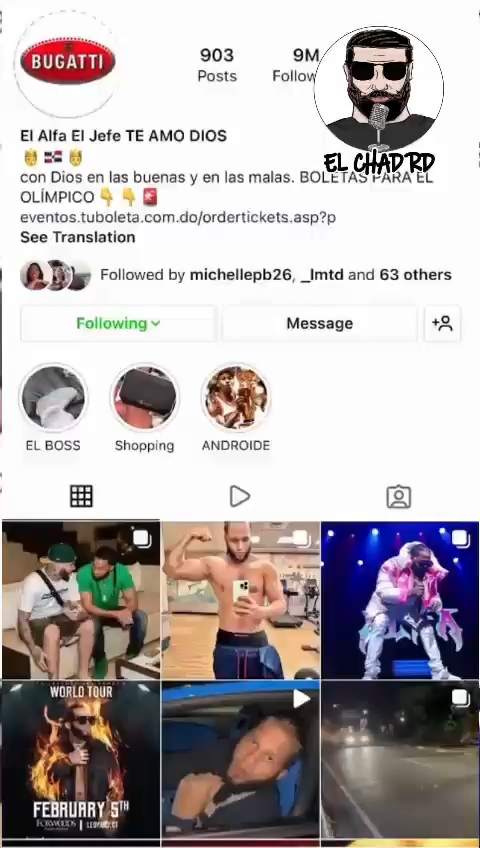 BUGATTI
903
9M
Posts
Follow
EL CHADRD
El Alfa El Jefe TE AMO DIOS
con Dios en las buenas y en las malas. BOLETAS PARA EL
OLÍMPICO
eventos.tuboleta.com.do/ordertickets.asp?p
See Translation
Followed by michellepb26, _lmtd and 63 others
Following
Message
EL BOSS
Shopping
ANDROIDE
WORLD TOUR
FEBRUARY 5TH
FOXWOODS